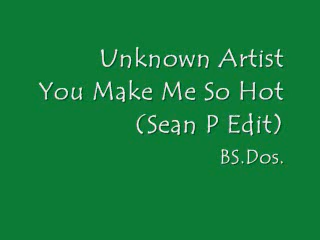 Unknown Artist
You Make Me So Hot
(Sean P Edit)
BS.Dos.